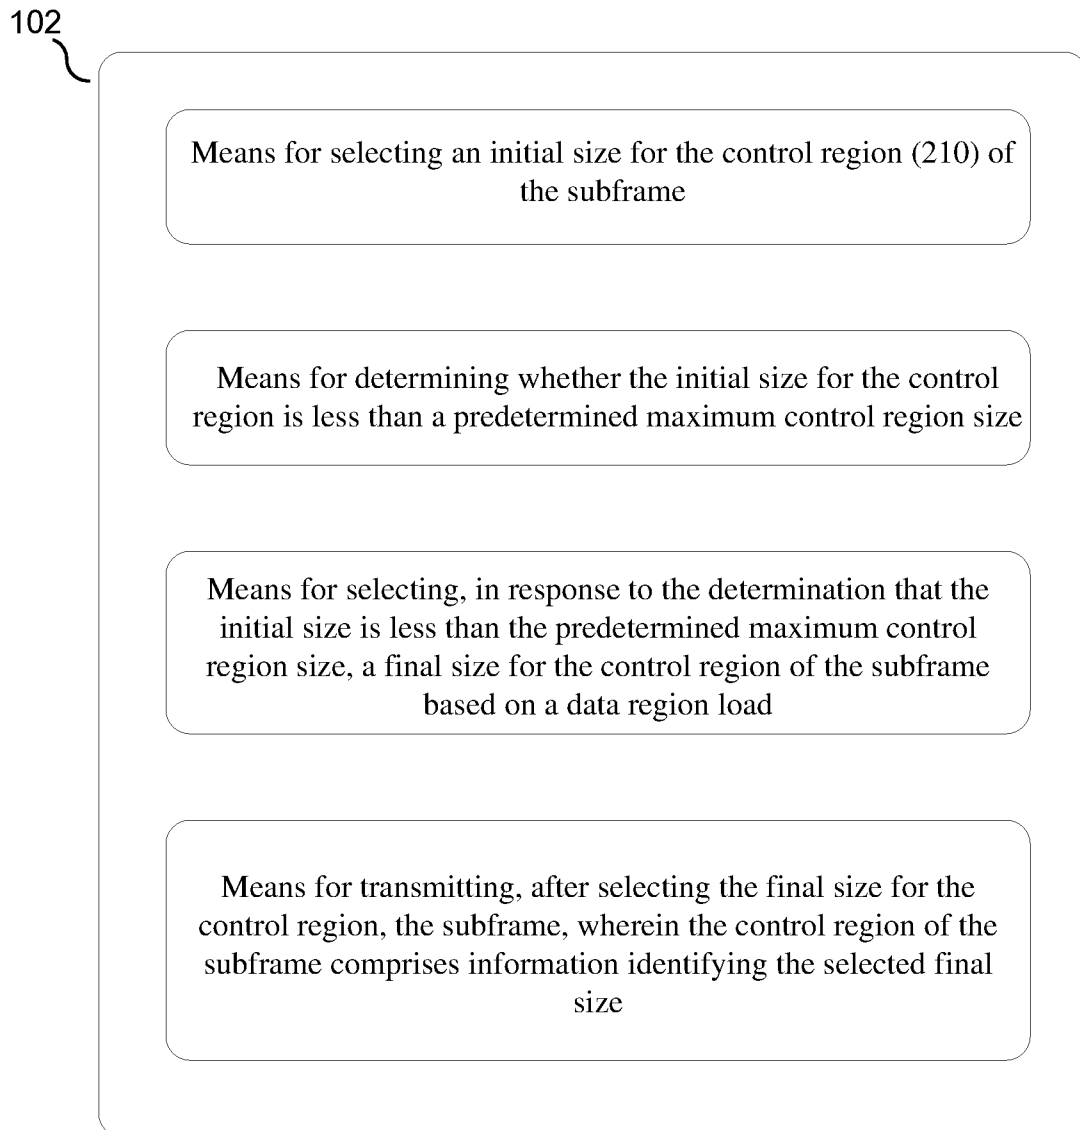 102
Means for selecting an initial size for the control region (210) of
the subframe
Means for determining whether the initial size for the control
region is less than a predetermined maximum control region size
Means for selecting, in response to the determination that the
initial size is less than the predetermined maximum control
region size, a final size for the control region of the subframe
based on a data region load
Means for transmitting, after selecting the final size for the
control region, the subframe, wherein the control region of the
subframe comprises information identifying the selected final
size